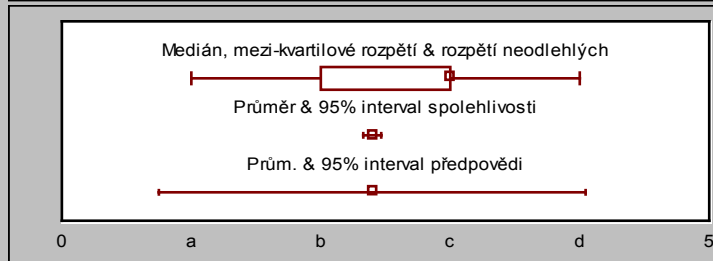 Medián, mezi-kvartilové rozpětí & rozpětí neodlehlých
Průměr & 95% interval spolehlivosti
Prům. & 95% interval předpovědi
0 a b c d 5